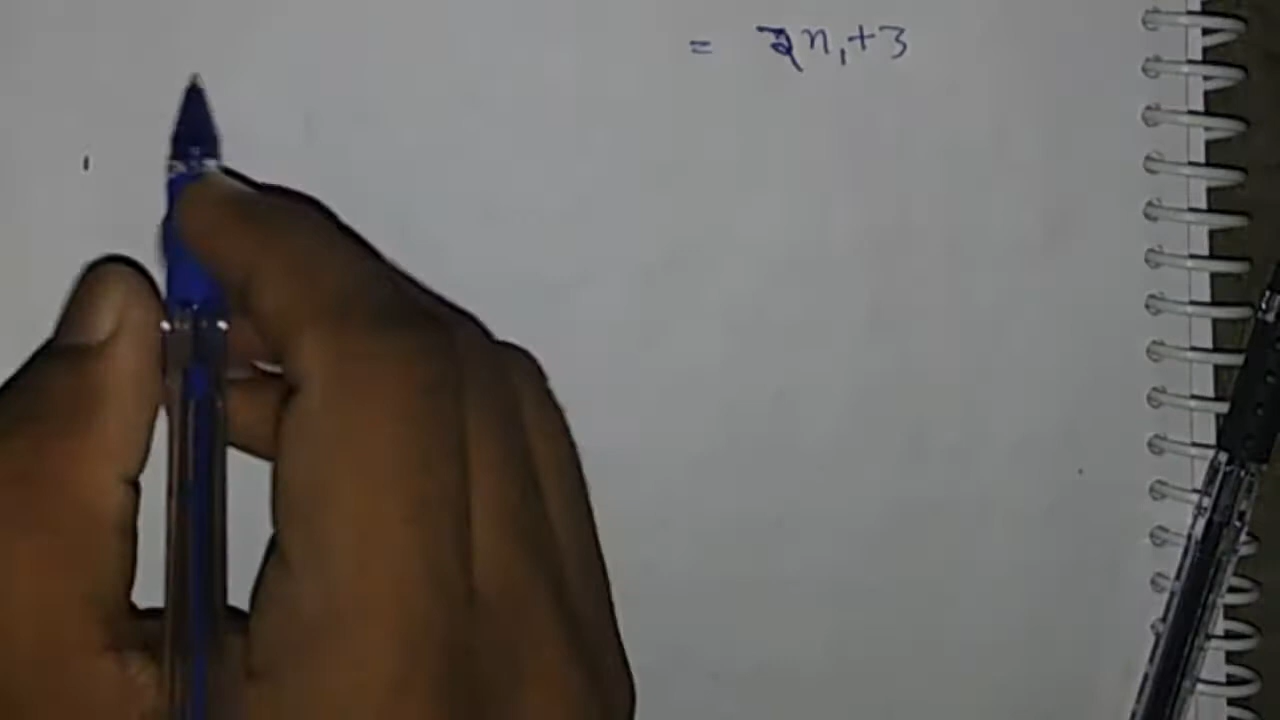 = 2n₁+3